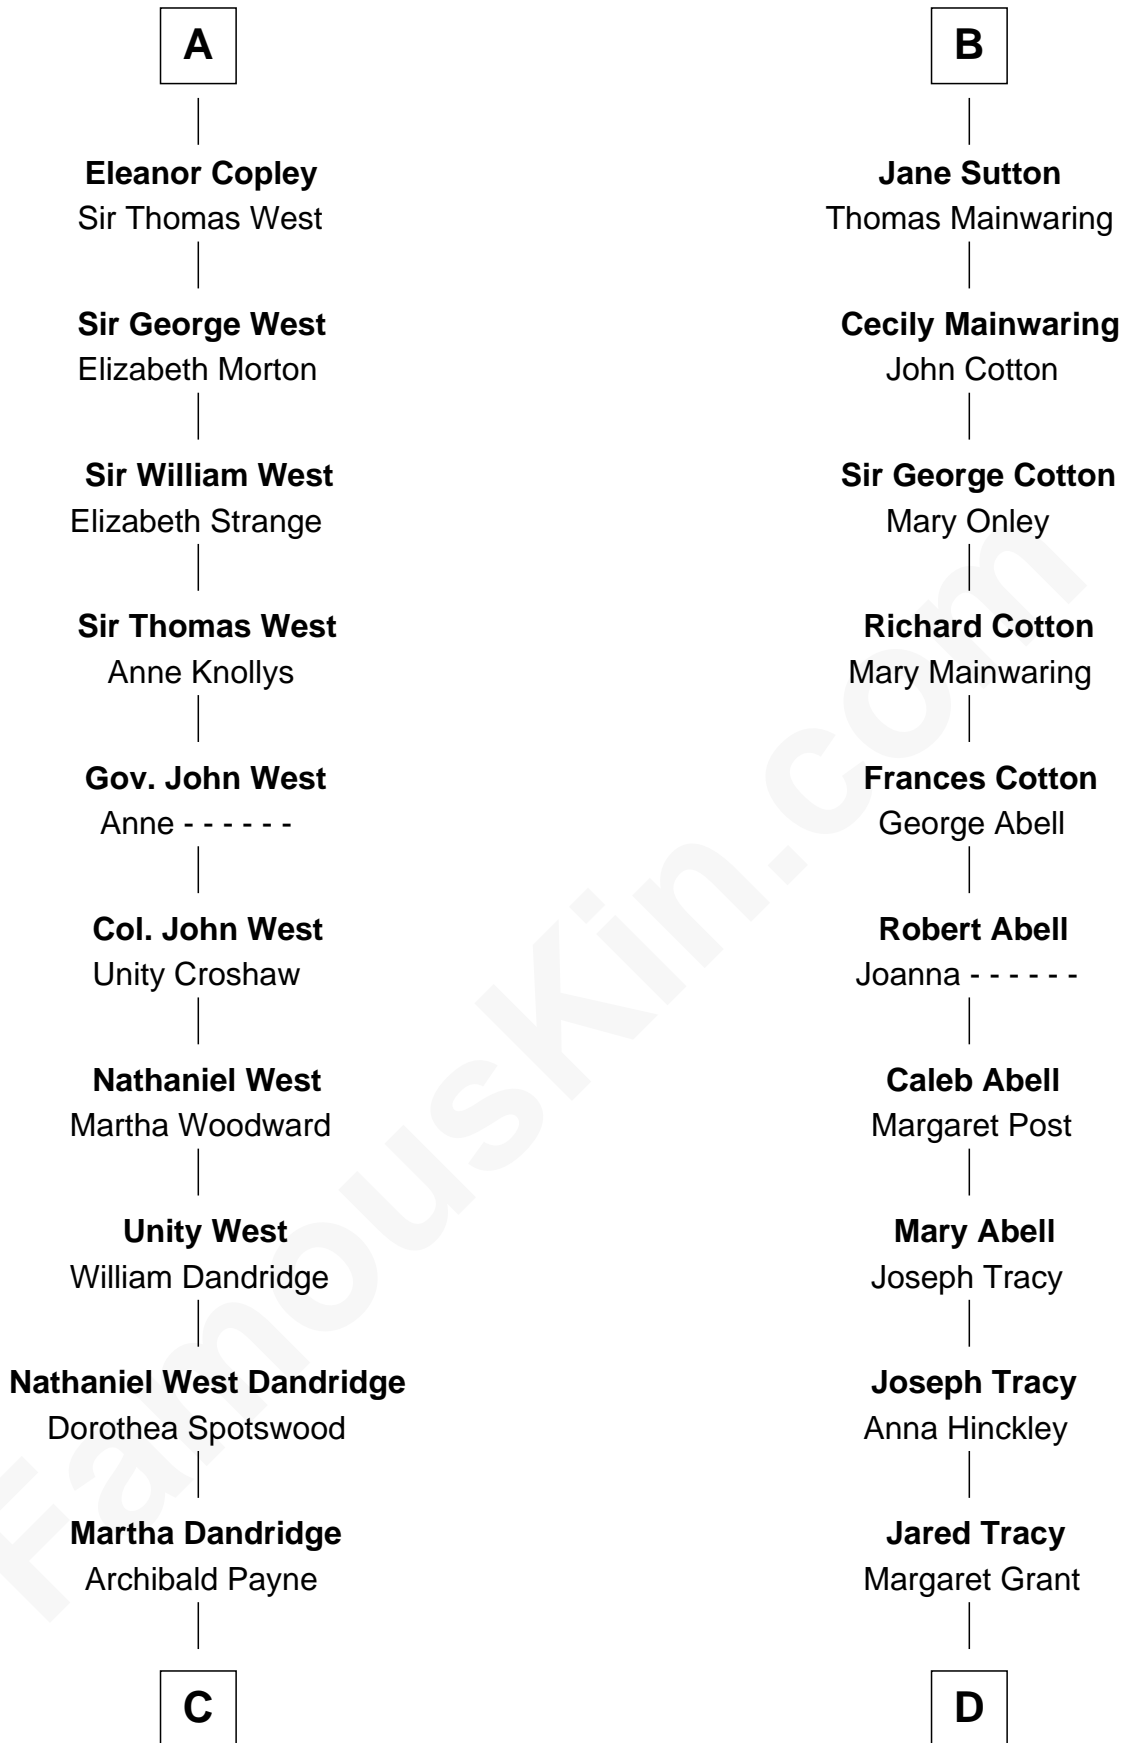 A
Eleanor Copley
Sir Thomas West
Sir George West
Elizabeth Morton
Sir William West
Elizabeth Strange
Sir Thomas West
Anne Knollys
Gov. John West
Anne - - - - - -
Col. John West
Unity Croshaw
Nathaniel West
Martha Woodward
Unity West
William Dandridge
Nathaniel West Dandridge
Dorothea Spotswood
Martha Dandridge
Archibald Payne
C
B
Jane Sutton
Thomas Mainwaring
Cecily Mainwaring
John Cotton
Sir George Cotton
Mary Onley
Richard Cotton
Mary Mainwaring
Frances Cotton
George Abell
Robert Abell
Joanna - - - - - -
Caleb Abell
Margaret Post
Mary Abell
Joseph Tracy
Joseph Tracy
Anna Hinckley
Jared Tracy
Margaret Grant
D
FamousKin.com